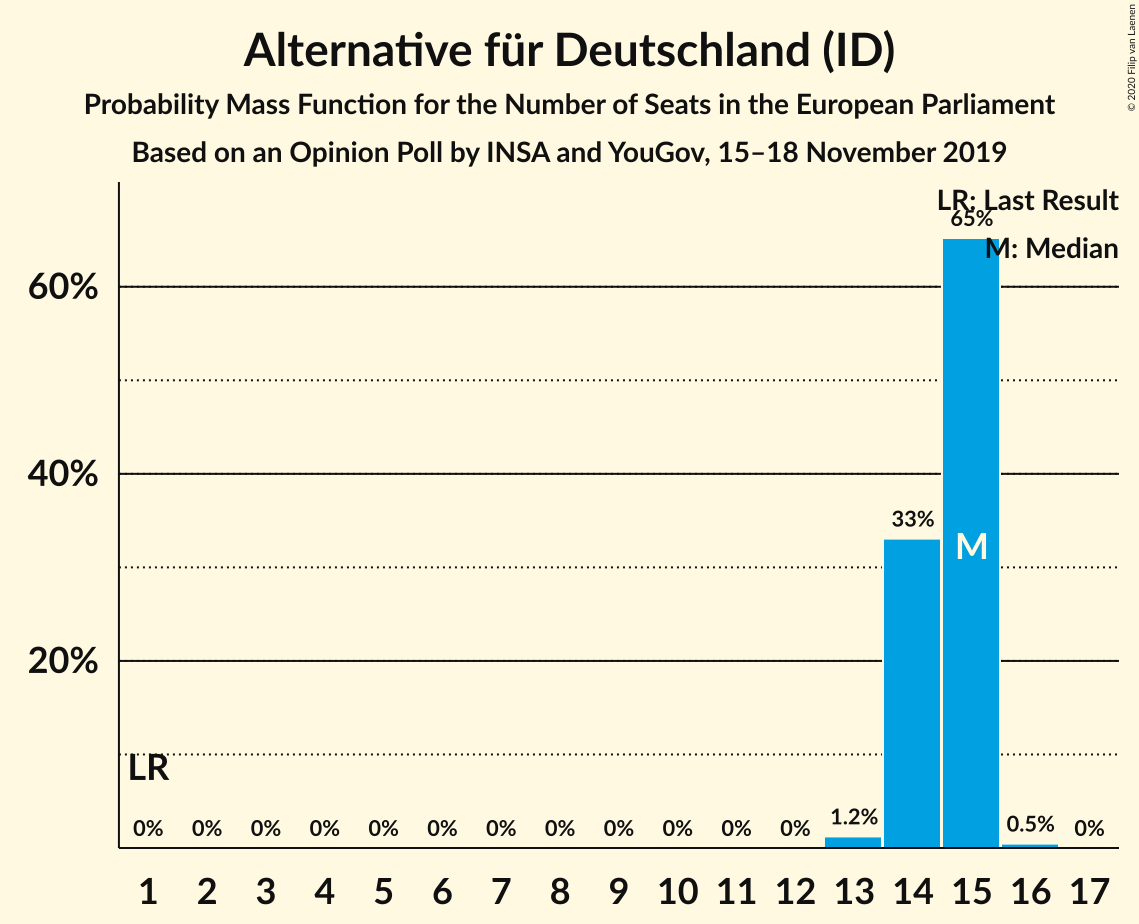 Alternative für Deutschland (ID)
Probability Mass Function for the Number of Seats in the European Parliament
Based on an Opinion Poll by INSA and YouGov, 15–18 November 2019
© 2020 Filip van Laenen
LR: Last Result
M: Median
65%
60%
40%
33%
M
20%
LR
0% 0% 0% 0% 0% 0% 0% 0% 0% 0% 0% 0% 1.2% 0.5% 0%
1 2 3 4 5 6 7 8 9 10 11 12 13 14 15 16 17